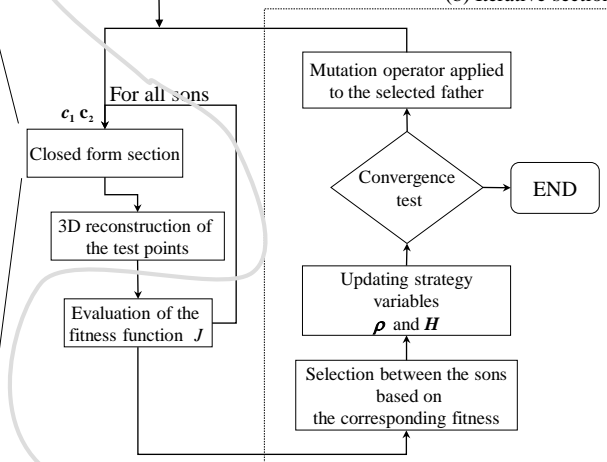 Mutation operator applied
to the selected father
For all sons
c₁ c₂
Closed form section
Convergence
test
END
3D reconstruction of
the test points
Updating strategy
variables
ρ and H
Evaluation of the
fitness function J
Selection between the sons
based on
the corresponding fitness